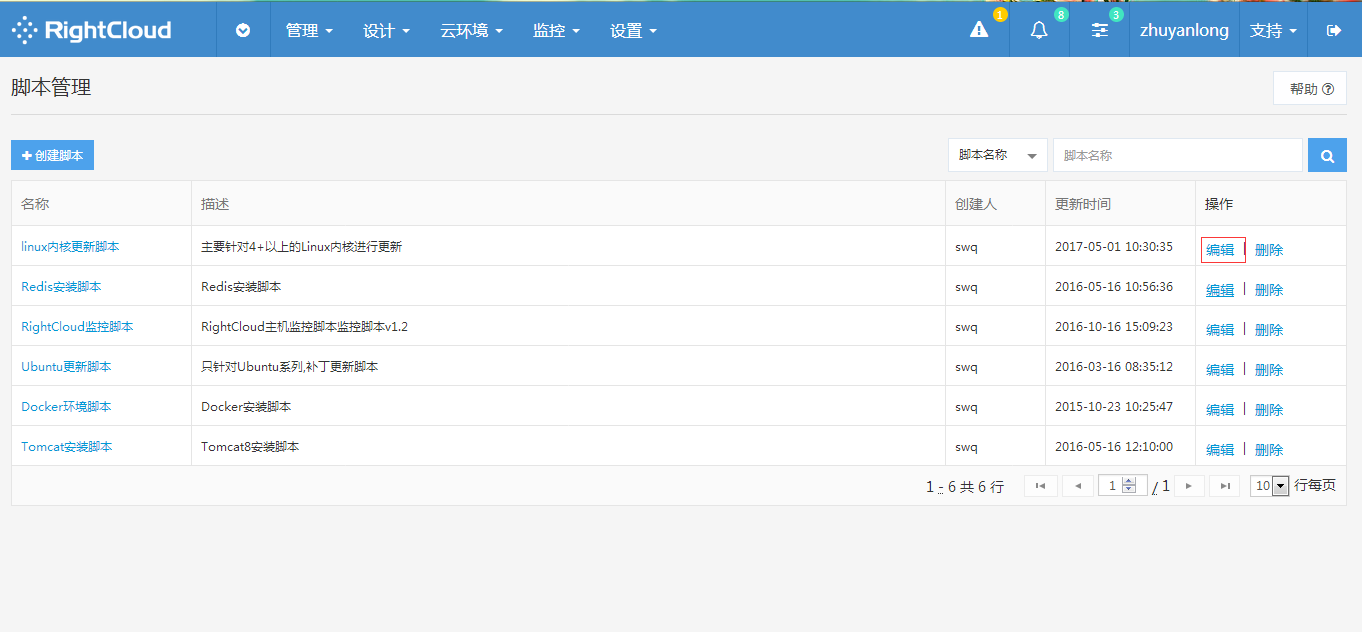 RightCloud 管理 设计 云环境 监控 设置 1 8 3 zhuyanlong 支持
脚本管理 帮助
创建脚本 脚本名称 脚本名称
名称 描述 创建人 更新时间 操作
linux内核更新脚本 主要针对4+以上的Linux内核进行更新 swq 2017-05-01 10:30:35 编辑 | 删除
Redis安装脚本 Redis安装脚本 swq 2016-05-16 10:56:36 编辑 | 删除
RightCloud监控脚本 RightCloud主机监控脚本监控脚本v1.2 swq 2016-10-16 15:09:23 编辑 | 删除
Ubuntu更新脚本 只针对Ubuntu系列,补丁更新脚本 swq 2016-03-16 08:35:12 编辑 | 删除
Docker环境脚本 Docker安装脚本 swq 2015-10-23 10:25:47 编辑 | 删除
Tomcat安装脚本 Tomcat8安装脚本 swq 2016-05-16 12:10:00 编辑 | 删除
1 - 6 共 6 行 1 / 1 10 行每页